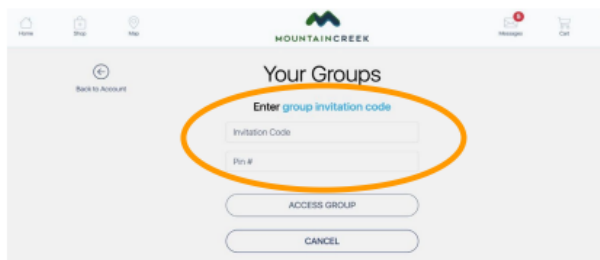 Home
Shop
Map
MOUNTAINCREEK
6
Messages
Cart
Back to Account
Your Groups
Enter group invitation code
Invitation Code
Pin #
ACCESS GROUP
CANCEL